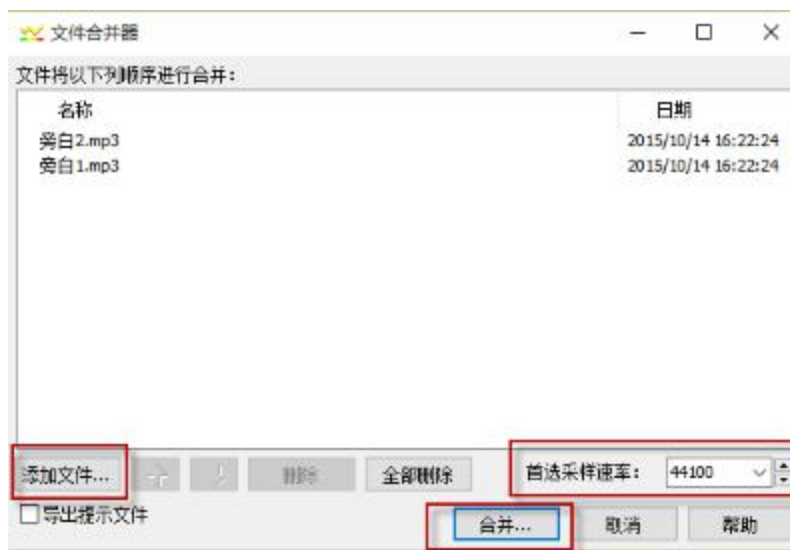 文件合并器
文件将以下列顺序进行合并:
名称 日期
旁白2.mp3 2015/10/14 16:22:24
旁白1.mp3 2015/10/14 16:22:24
添加文件... 删除 全部删除 首选采样速率: 44100
导出提示文件 合并... 取消 帮助